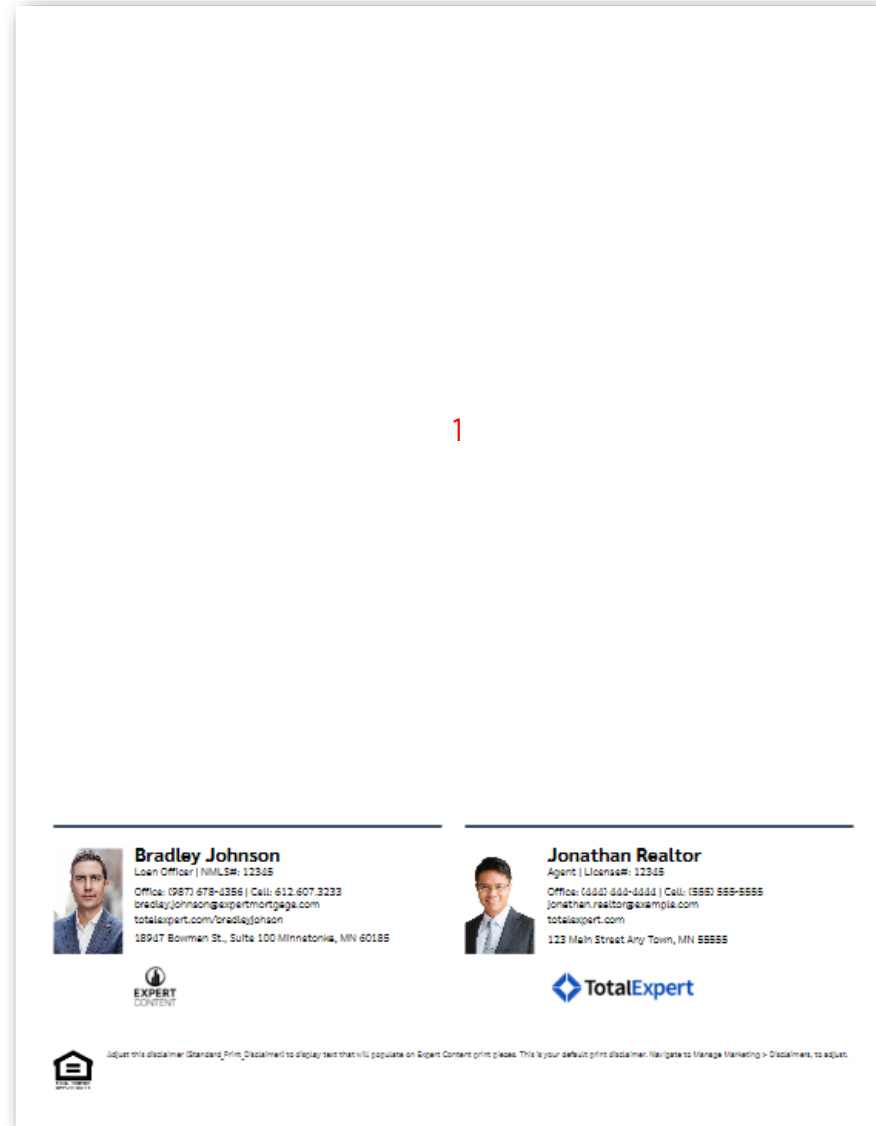 1
Bradley Johnson
Loan Officer | NMLS#: 12345
Office: (987) 678-4356 | Cell: 612.607.3233
bradley.johnson@expertmortgage.com
totalexpert.com/bradleyjohson
18947 Bowmen St., Suite 100 Minnetonka, MN 60185
EXPERT
CONTENT
Jonathan Realtor
Agent | License#: 12345
Office: (444) 444-4444 | Cell: (555) 555-5555
jonathan.realtor@example.com
totalexpert.com
123 Main Street Any Town, MN 55555
TotalExpert
Adjust this disclaimer (Standard_Print_Disclaimer) to display text that will populate on Expert Content print pieces. This is your default print disclaimer. Navigate to Manage Marketing > Disclaimers, to adjust.